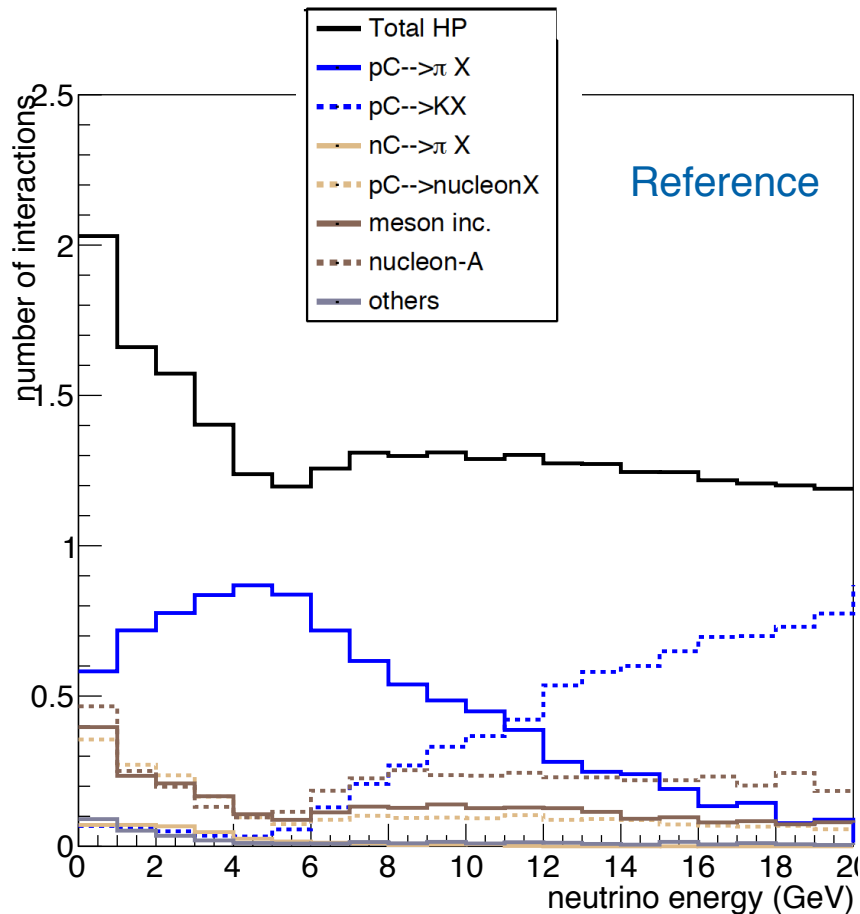 Total HP
pC-->π X
pC-->KX
nC-->π X
pC-->nucleonX
meson inc.
nucleon-A
others
Reference
number of interactions
2.5
2
1.5
1
0.5
0
0 2 4 6 8 10 12 14 16 18 20
neutrino energy (GeV)